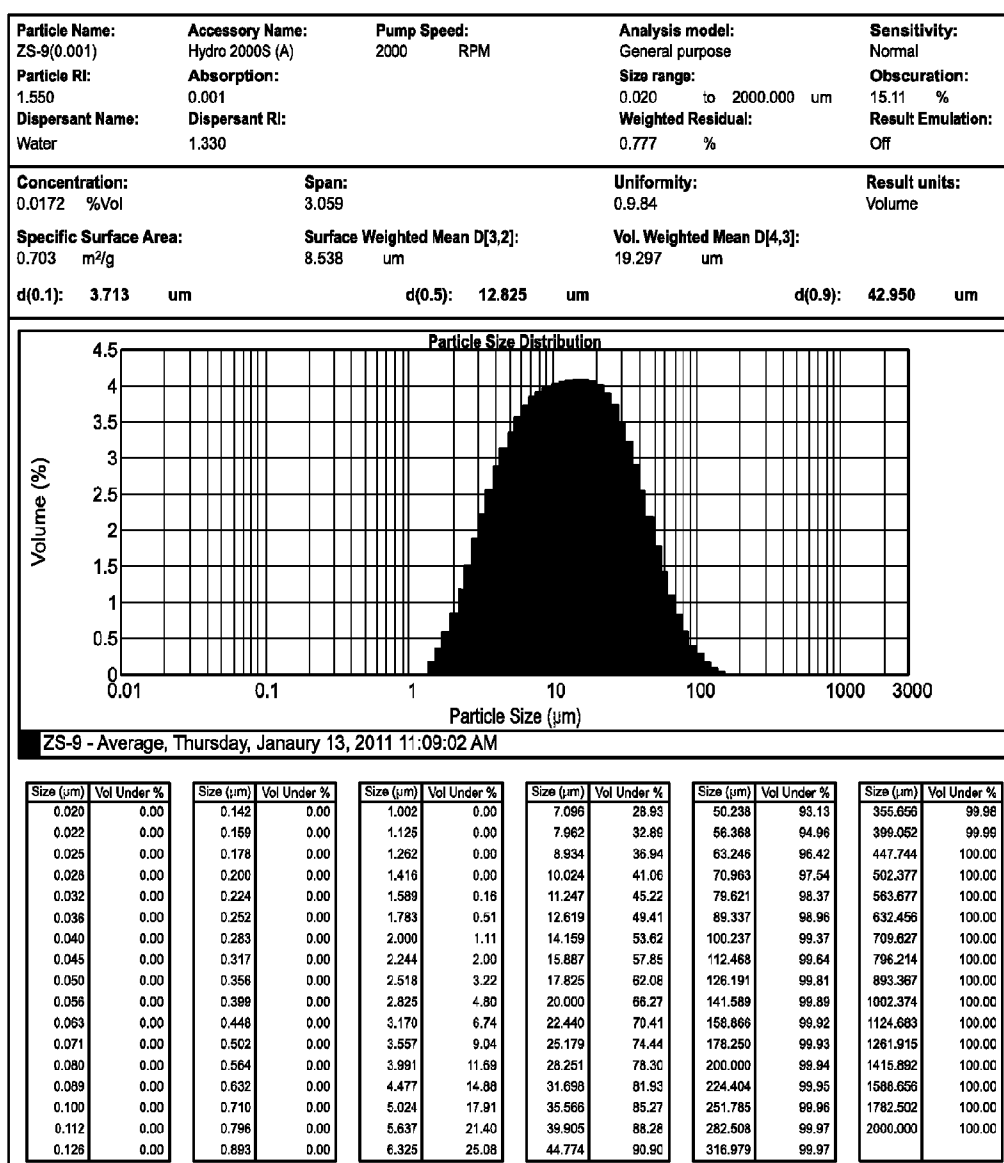 Particle Name: Accessory Name: Pump Speed: Analysis model: Sensitivity:
ZS-9(0.001) Hydro 2000S (A) 2000 RPM General purpose Normal
Particle RI: Absorption: Size range: Obscuration:
1.550 0.001 0.020 to 2000.000 um 15.11 %
Dispersant Name: Dispersant RI: Weighted Residual: Result Emulation:
Water 1.330 0.777 % Off
Concentration: Span: Uniformity: Result units:
0.0172 %Vol 3.059 0.9.84 Volume
Specific Surface Area: Surface Weighted Mean D[3,2]: Vol. Weighted Mean D[4,3]:
0.703 m²/g 8.538 um 19.297 um
d(0.1): 3.713 um d(0.5): 12.825 um d(0.9): 42.950 um
Particle Size Distribution
4.5
4
3.5
3
2.5
2
1.5
1
0.5
0
Volume (%)
0.01 0.1 1 10 100 1000 3000
Particle Size (µm)
ZS-9 - Average, Thursday, Janaury 13, 2011 11:09:02 AM
Size (µm) Vol Under % Size (µm) Vol Under % Size (µm) Vol Under % Size (µm) Vol Under % Size (µm) Vol Under % Size (µm) Vol Under %
0.020 0.00 0.142 0.00 1.002 0.00 7.096 28.93 50.238 93.13 355.656 99.98
0.022 0.00 0.159 0.00 1.125 0.00 7.962 32.89 56.368 94.96 399.052 99.99
0.025 0.00 0.178 0.00 1.262 0.00 8.934 36.94 63.246 96.42 447.744 100.00
0.028 0.00 0.200 0.00 1.416 0.00 10.024 41.06 70.963 97.54 502.377 100.00
0.032 0.00 0.224 0.00 1.589 0.16 11.247 45.22 79.621 98.37 563.677 100.00
0.036 0.00 0.252 0.00 1.783 0.51 12.619 49.41 89.337 98.96 632.456 100.00
0.040 0.00 0.283 0.00 2.000 1.11 14.159 53.62 100.237 99.37 709.627 100.00
0.045 0.00 0.317 0.00 2.244 2.00 15.887 57.85 112.468 99.64 796.214 100.00
0.050 0.00 0.356 0.00 2.518 3.22 17.825 62.08 126.191 99.81 893.367 100.00
0.056 0.00 0.399 0.00 2.825 4.80 20.000 66.27 141.589 99.89 1002.374 100.00
0.063 0.00 0.448 0.00 3.170 6.74 22.440 70.41 158.866 99.92 1124.683 100.00
0.071 0.00 0.502 0.00 3.557 9.04 25.179 74.44 178.250 99.93 1261.915 100.00
0.080 0.00 0.564 0.00 3.991 11.69 28.251 78.30 200.000 99.94 1415.892 100.00
0.089 0.00 0.632 0.00 4.477 14.88 31.698 81.93 224.404 99.95 1588.656 100.00
0.100 0.00 0.710 0.00 5.024 17.91 35.566 85.27 251.785 99.96 1782.502 100.00
0.112 0.00 0.796 0.00 5.637 21.40 39.905 88.28 282.508 99.97 2000.000 100.00
0.126 0.00 0.893 0.00 6.325 25.08 44.774 90.90 316.979 99.97